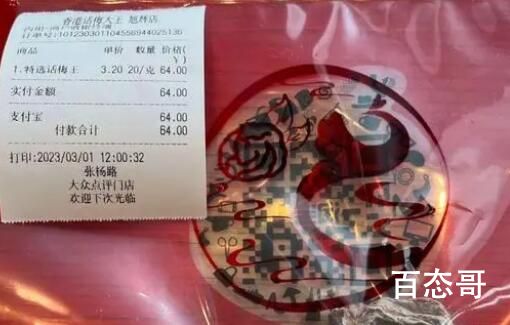 香港话梅大王 旭辉店
订单号:1012303011045569440251​36
商品 单价 数量 价格(￥)
1.特选话梅王 3.20 20/克 64.00
实付金额 64.00
支付宝 64.00
付款合计 64.00
打印:2023/03/01 12:00:32
张杨路
大众点评门店
欢迎下次光临
百态哥